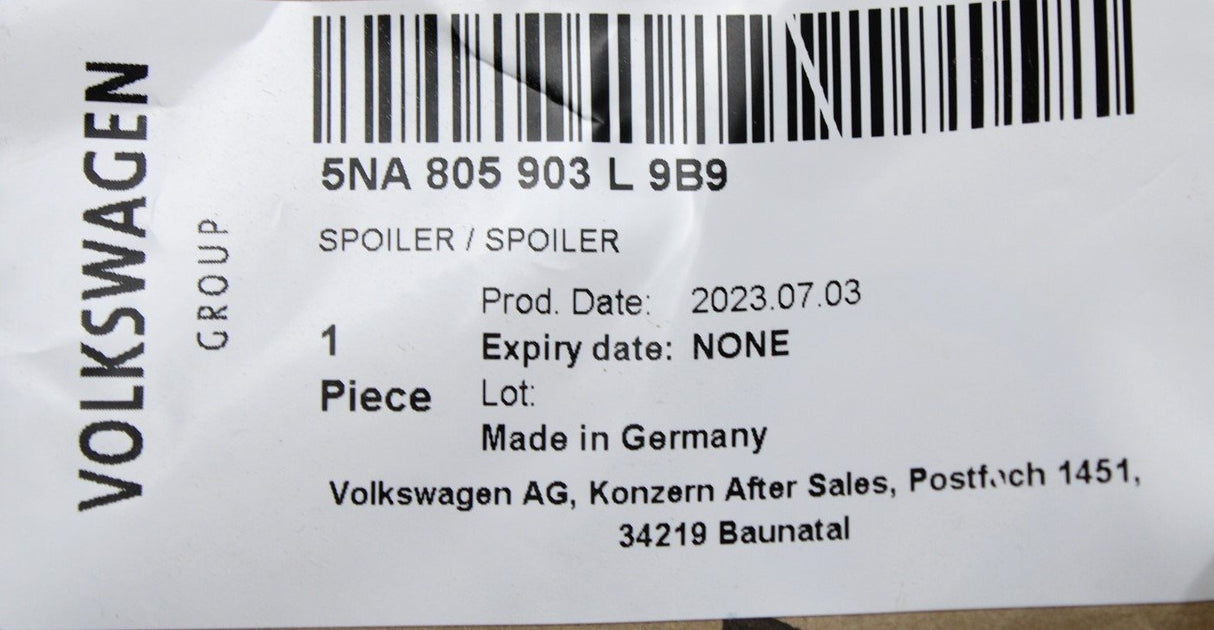 VOLKSWAGEN
GROUP
5NA 805 903 L 9B9
SPOILER / SPOILER
Prod. Date: 2023.07.03
1 Expiry date: NONE
Piece Lot:
Made in Germany
Volkswagen AG, Konzern After Sales, Postfach 1451,
34219 Baunatal